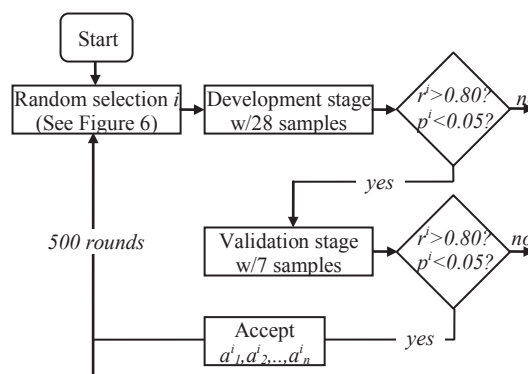 Start
Random selection i
(See Figure 6)
Development stage
w/28 samples
r^i>0.80?
p^i<0.05?
n
yes
500 rounds
Validation stage
w/7 samples
r^i>0.80?
p^i<0.05?
no
Accept
a^i_1,a^i_2,..,a^i_n
yes